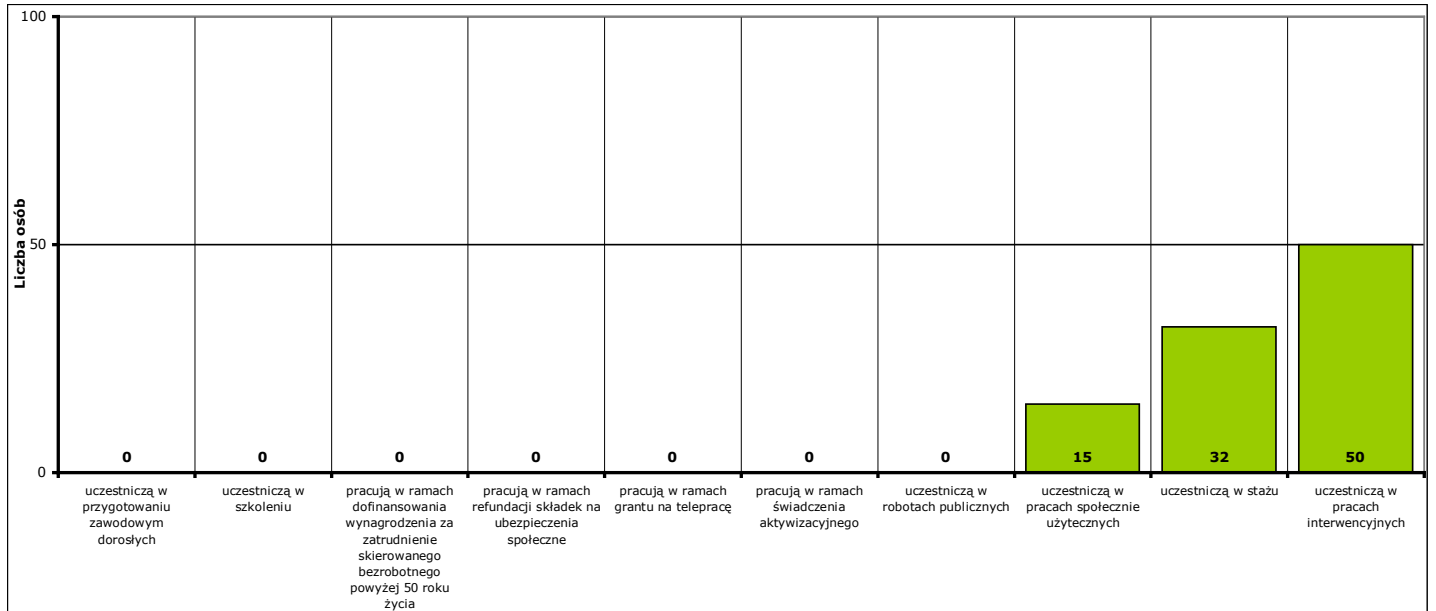 100
50
0
Liczba osób
0
0
0
0
0
0
0
15
32
50
uczestniczą w
przygotowaniu
zawodowym
dorosłych
uczestniczą w
szkoleniu
pracują w ramach
dofinansowania
wynagrodzenia za
zatrudnienie
skierowanego
bezrobotnego
powyżej 50 roku
życia
pracują w ramach
refundacji składek na
ubezpieczenia
społeczne
pracują w ramach
grantu na telepracę
pracują w ramach
świadczenia
aktywizacyjnego
uczestniczą w
robotach publicznych
uczestniczą w
pracach społecznie
użytecznych
uczestniczą w stażu
uczestniczą w
pracach
interwencyjnych